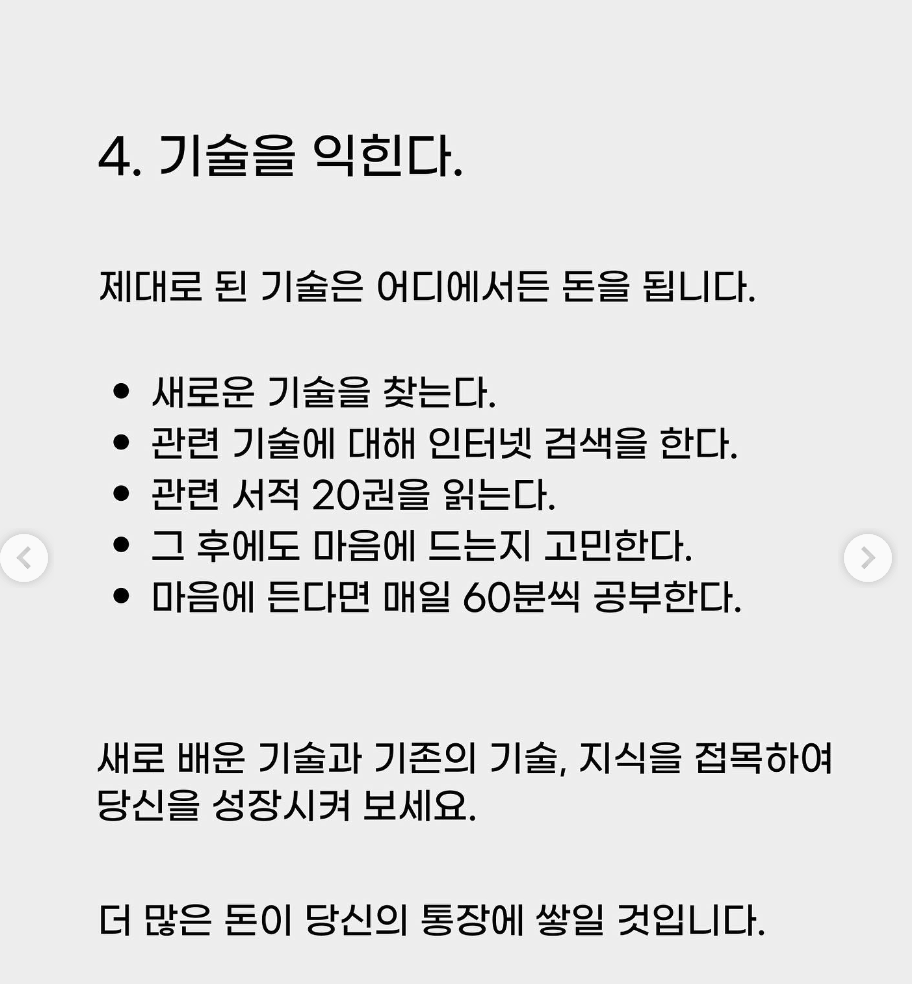 4. 기술을 익힌다.
제대로 된 기술은 어디에서든 돈을 됩니다.
• 새로운 기술을 찾는다.
• 관련 기술에 대해 인터넷 검색을 한다.
• 관련 서적 20권을 읽는다.
• 그 후에도 마음에 드는지 고민한다.
• 마음에 든다면 매일 60분씩 공부한다.
새로 배운 기술과 기존의 기술, 지식을 접목하여
당신을 성장시켜 보세요.
더 많은 돈이 당신의 통장에 쌓일 것입니다.